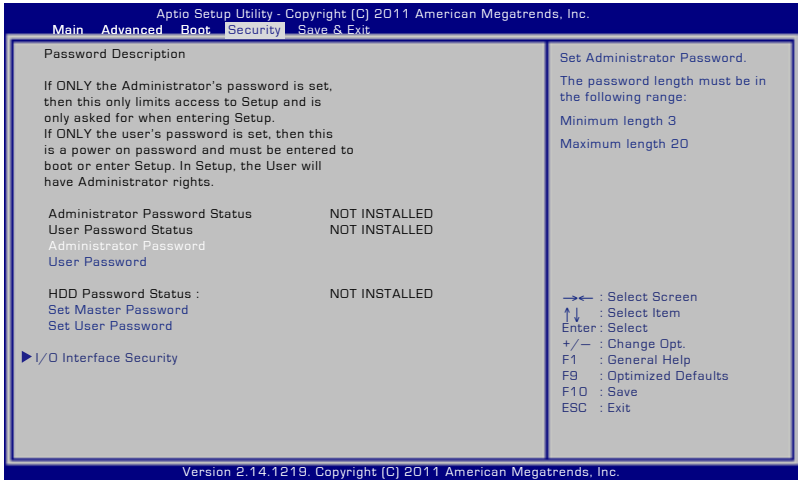 Aptio Setup Utility - Copyright (C) 2011 American Megatrends, Inc.
Main Advanced Boot Security Save & Exit
Password Description
If ONLY the Administrator's password is set,
then this only limits access to Setup and is
only asked for when entering Setup.
If ONLY the user's password is set, then this
is a power on password and must be entered to
boot or enter Setup. In Setup, the User will
have Administrator rights.
Administrator Password Status NOT INSTALLED
User Password Status NOT INSTALLED
Administrator Password
User Password
HDD Password Status : NOT INSTALLED
Set Master Password
Set User Password
I/O Interface Security
Set Administrator Password.
The password length must be in
the following range:
Minimum length 3
Maximum length 20
→← : Select Screen
↑↓ : Select Item
Enter : Select
+/— : Change Opt.
F1 : General Help
F9 : Optimized Defaults
F10 : Save
ESC : Exit
Version 2.14.1219. Copyright (C) 2011 American Megatrends, Inc.